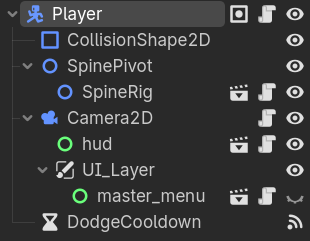 Player
CollisionShape2D
SpinePivot
SpineRig
Camera2D
hud
UI_Layer
master_menu
DodgeCooldown